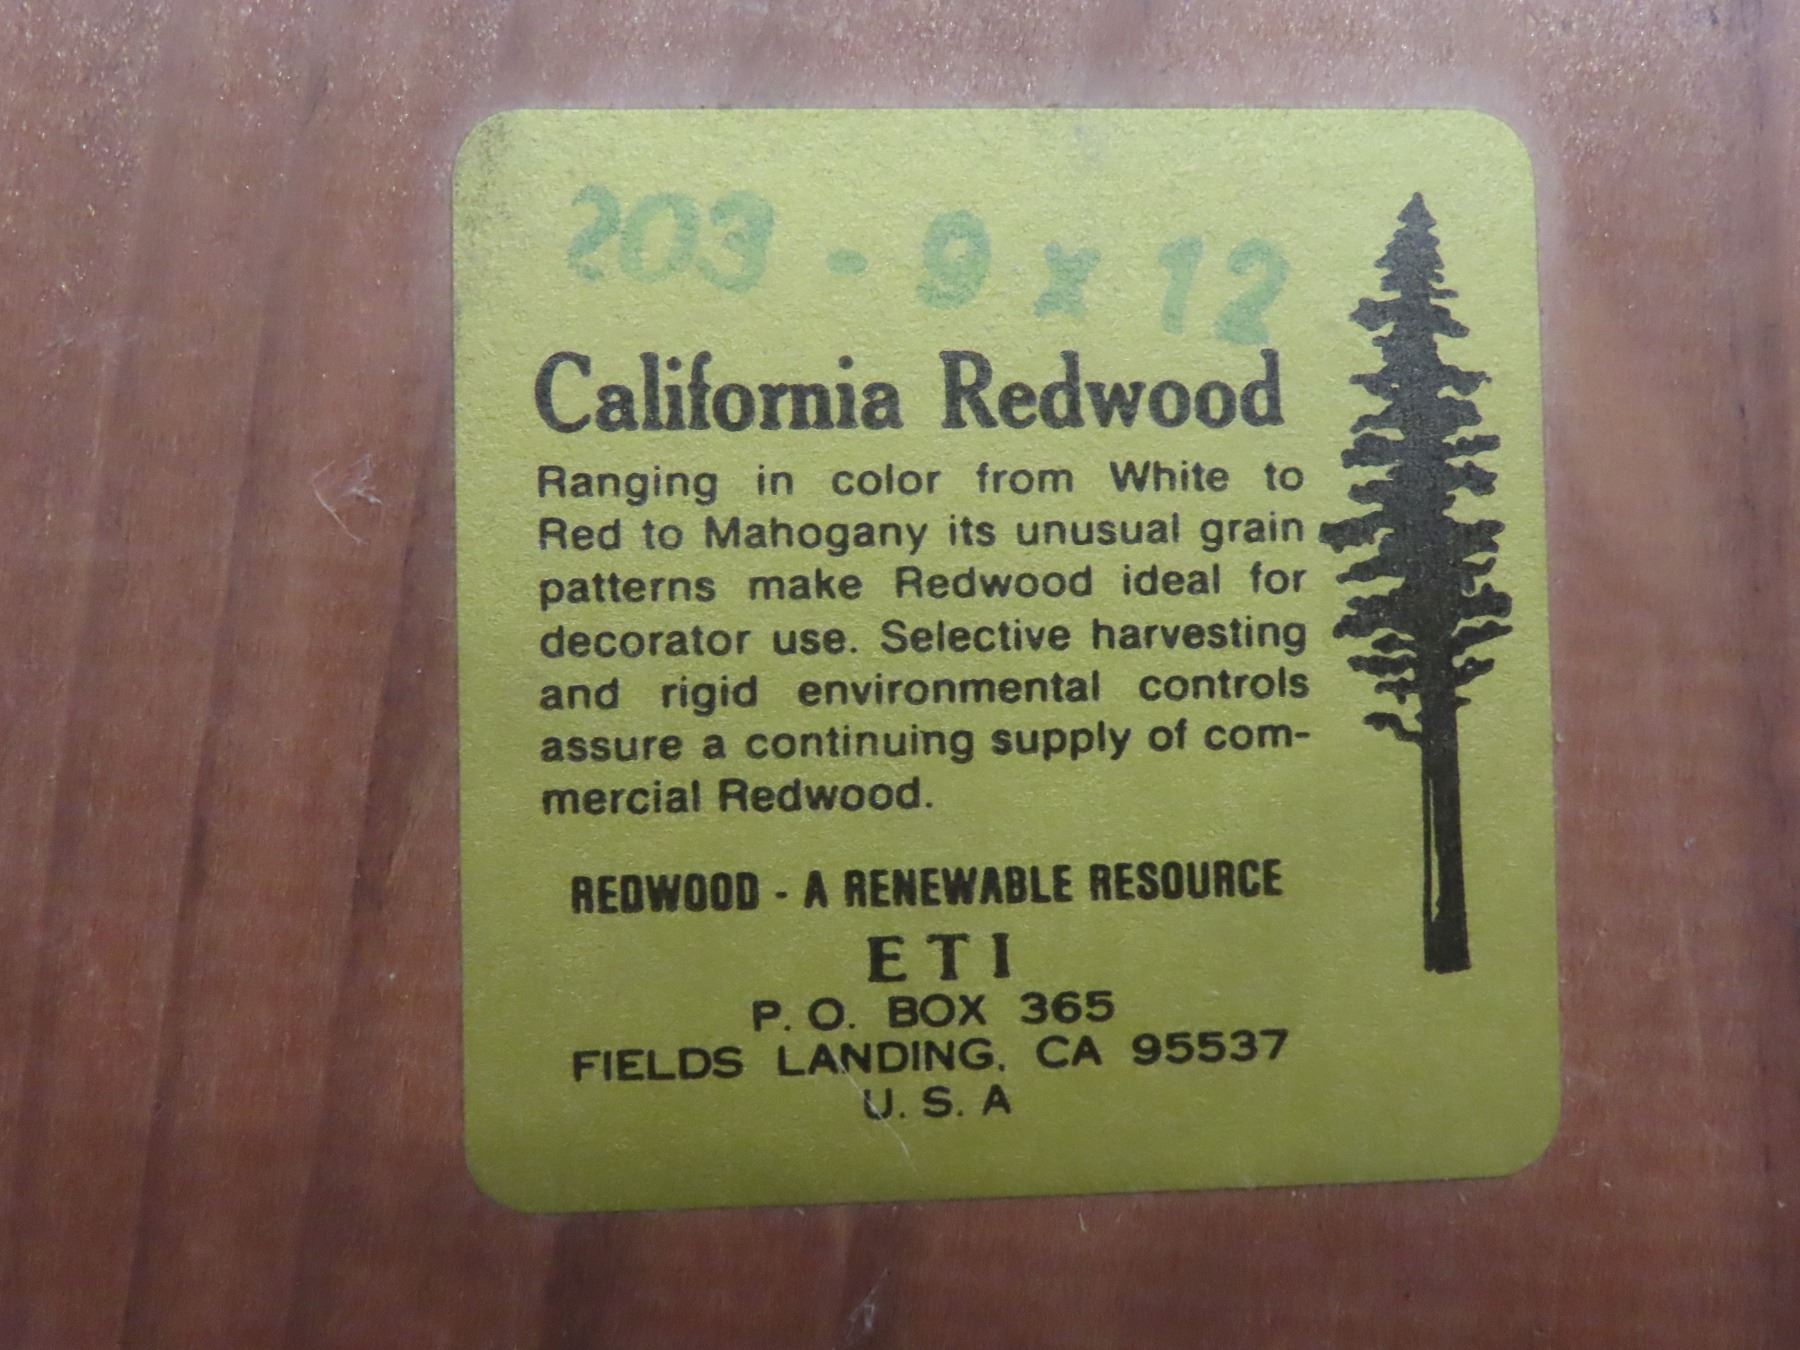 203 - 9 x 12
California Redwood
Ranging in color from White to
Red to Mahogany its unusual grain
patterns make Redwood ideal for
decorator use. Selective harvesting
and rigid environmental controls
assure a continuing supply of com-
mercial Redwood.
REDWOOD - A RENEWABLE RESOURCE
ETI
P. O. BOX 365
FIELDS LANDING, CA 95537
U. S. A